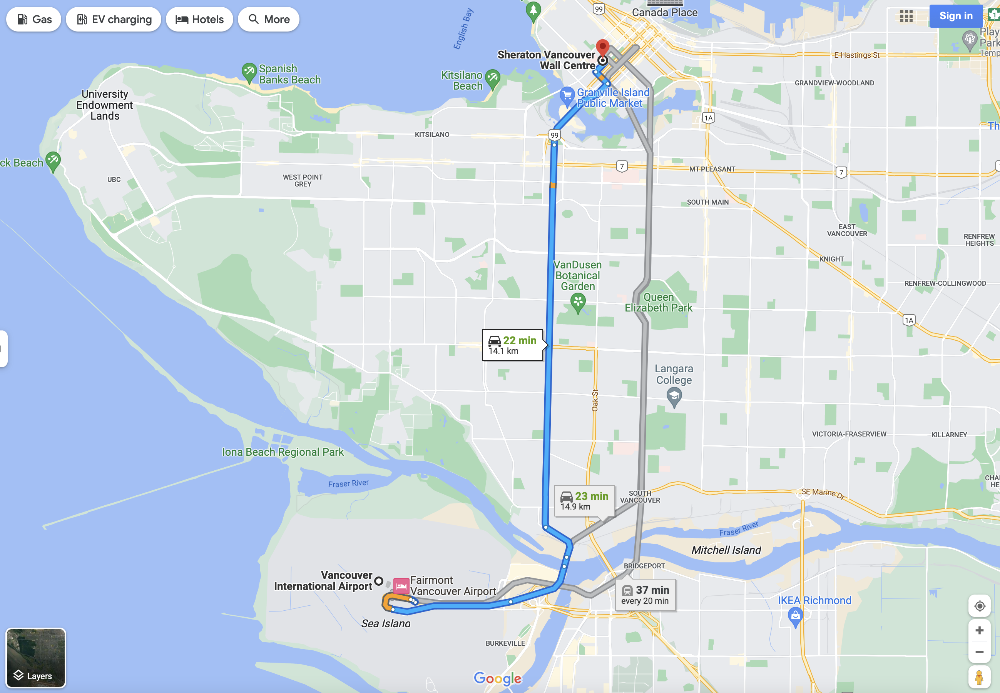 Gas
EV charging
Hotels
More
99
Canada Place
Sign in
1
Play
Park
Temp
English Bay
Sheraton Vancouver
Wall Centre
E Hastings St
Spanish
Banks Beach
Kitsilano
Beach
GRANDVIEW-WOODLAND
University
Endowment
Lands
Granville Island
Public Market
1A
Th
99
KITSILANO
ck Beach
7
MT PLEASANT
7
UBC
WEST POINT
GREY
SOUTH MAIN
EAST
VANCOUVER
RENFREW
HEIGHTS
KNIGHT
VanDusen
Botanical
Garden
RENFREW-COLLINGWOOD
Queen
Elizabeth Park
1A
22 min
14.1 km
Langara
College
Oak St
VICTORIA-FRASERVIEW
KILLARNEY
Iona Beach Regional Park
Fraser River
CHA
HE
23 min
14.9 km
SOUTH
VANCOUVER
SE Marine Dr
Fraser River
Mitchell Island
BRIDGEPORT
Vancouver
International Airport
Fairmont
Vancouver Airport
37 min
every 20 min
IKEA Richmond
Sea Island
BURKEVILLE
Layers
Google